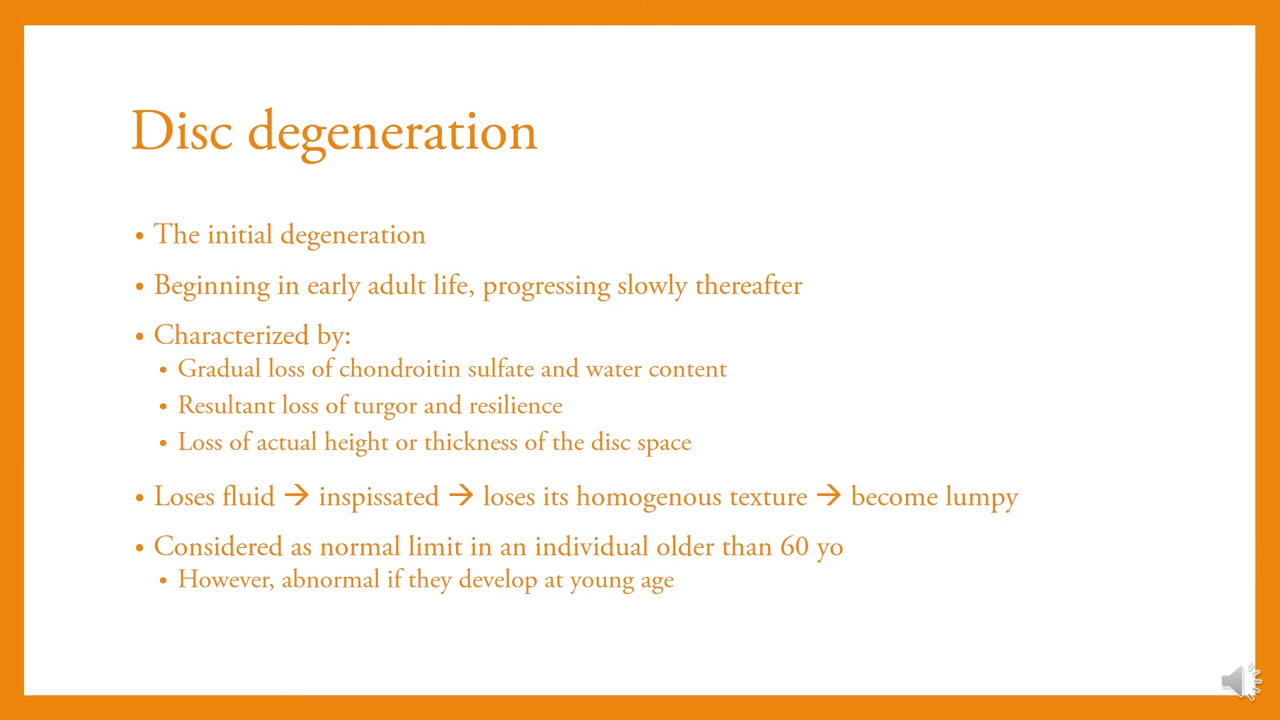 Disc degeneration
• The initial degeneration
• Beginning in early adult life, progressing slowly thereafter
• Characterized by:
• Gradual loss of chondroitin sulfate and water content
• Resultant loss of turgor and resilience
• Loss of actual height or thickness of the disc space
• Loses fluid → inspissated → loses its homogenous texture → become lumpy
• Considered as normal limit in an individual older than 60 yo
• However, abnormal if they develop at young age